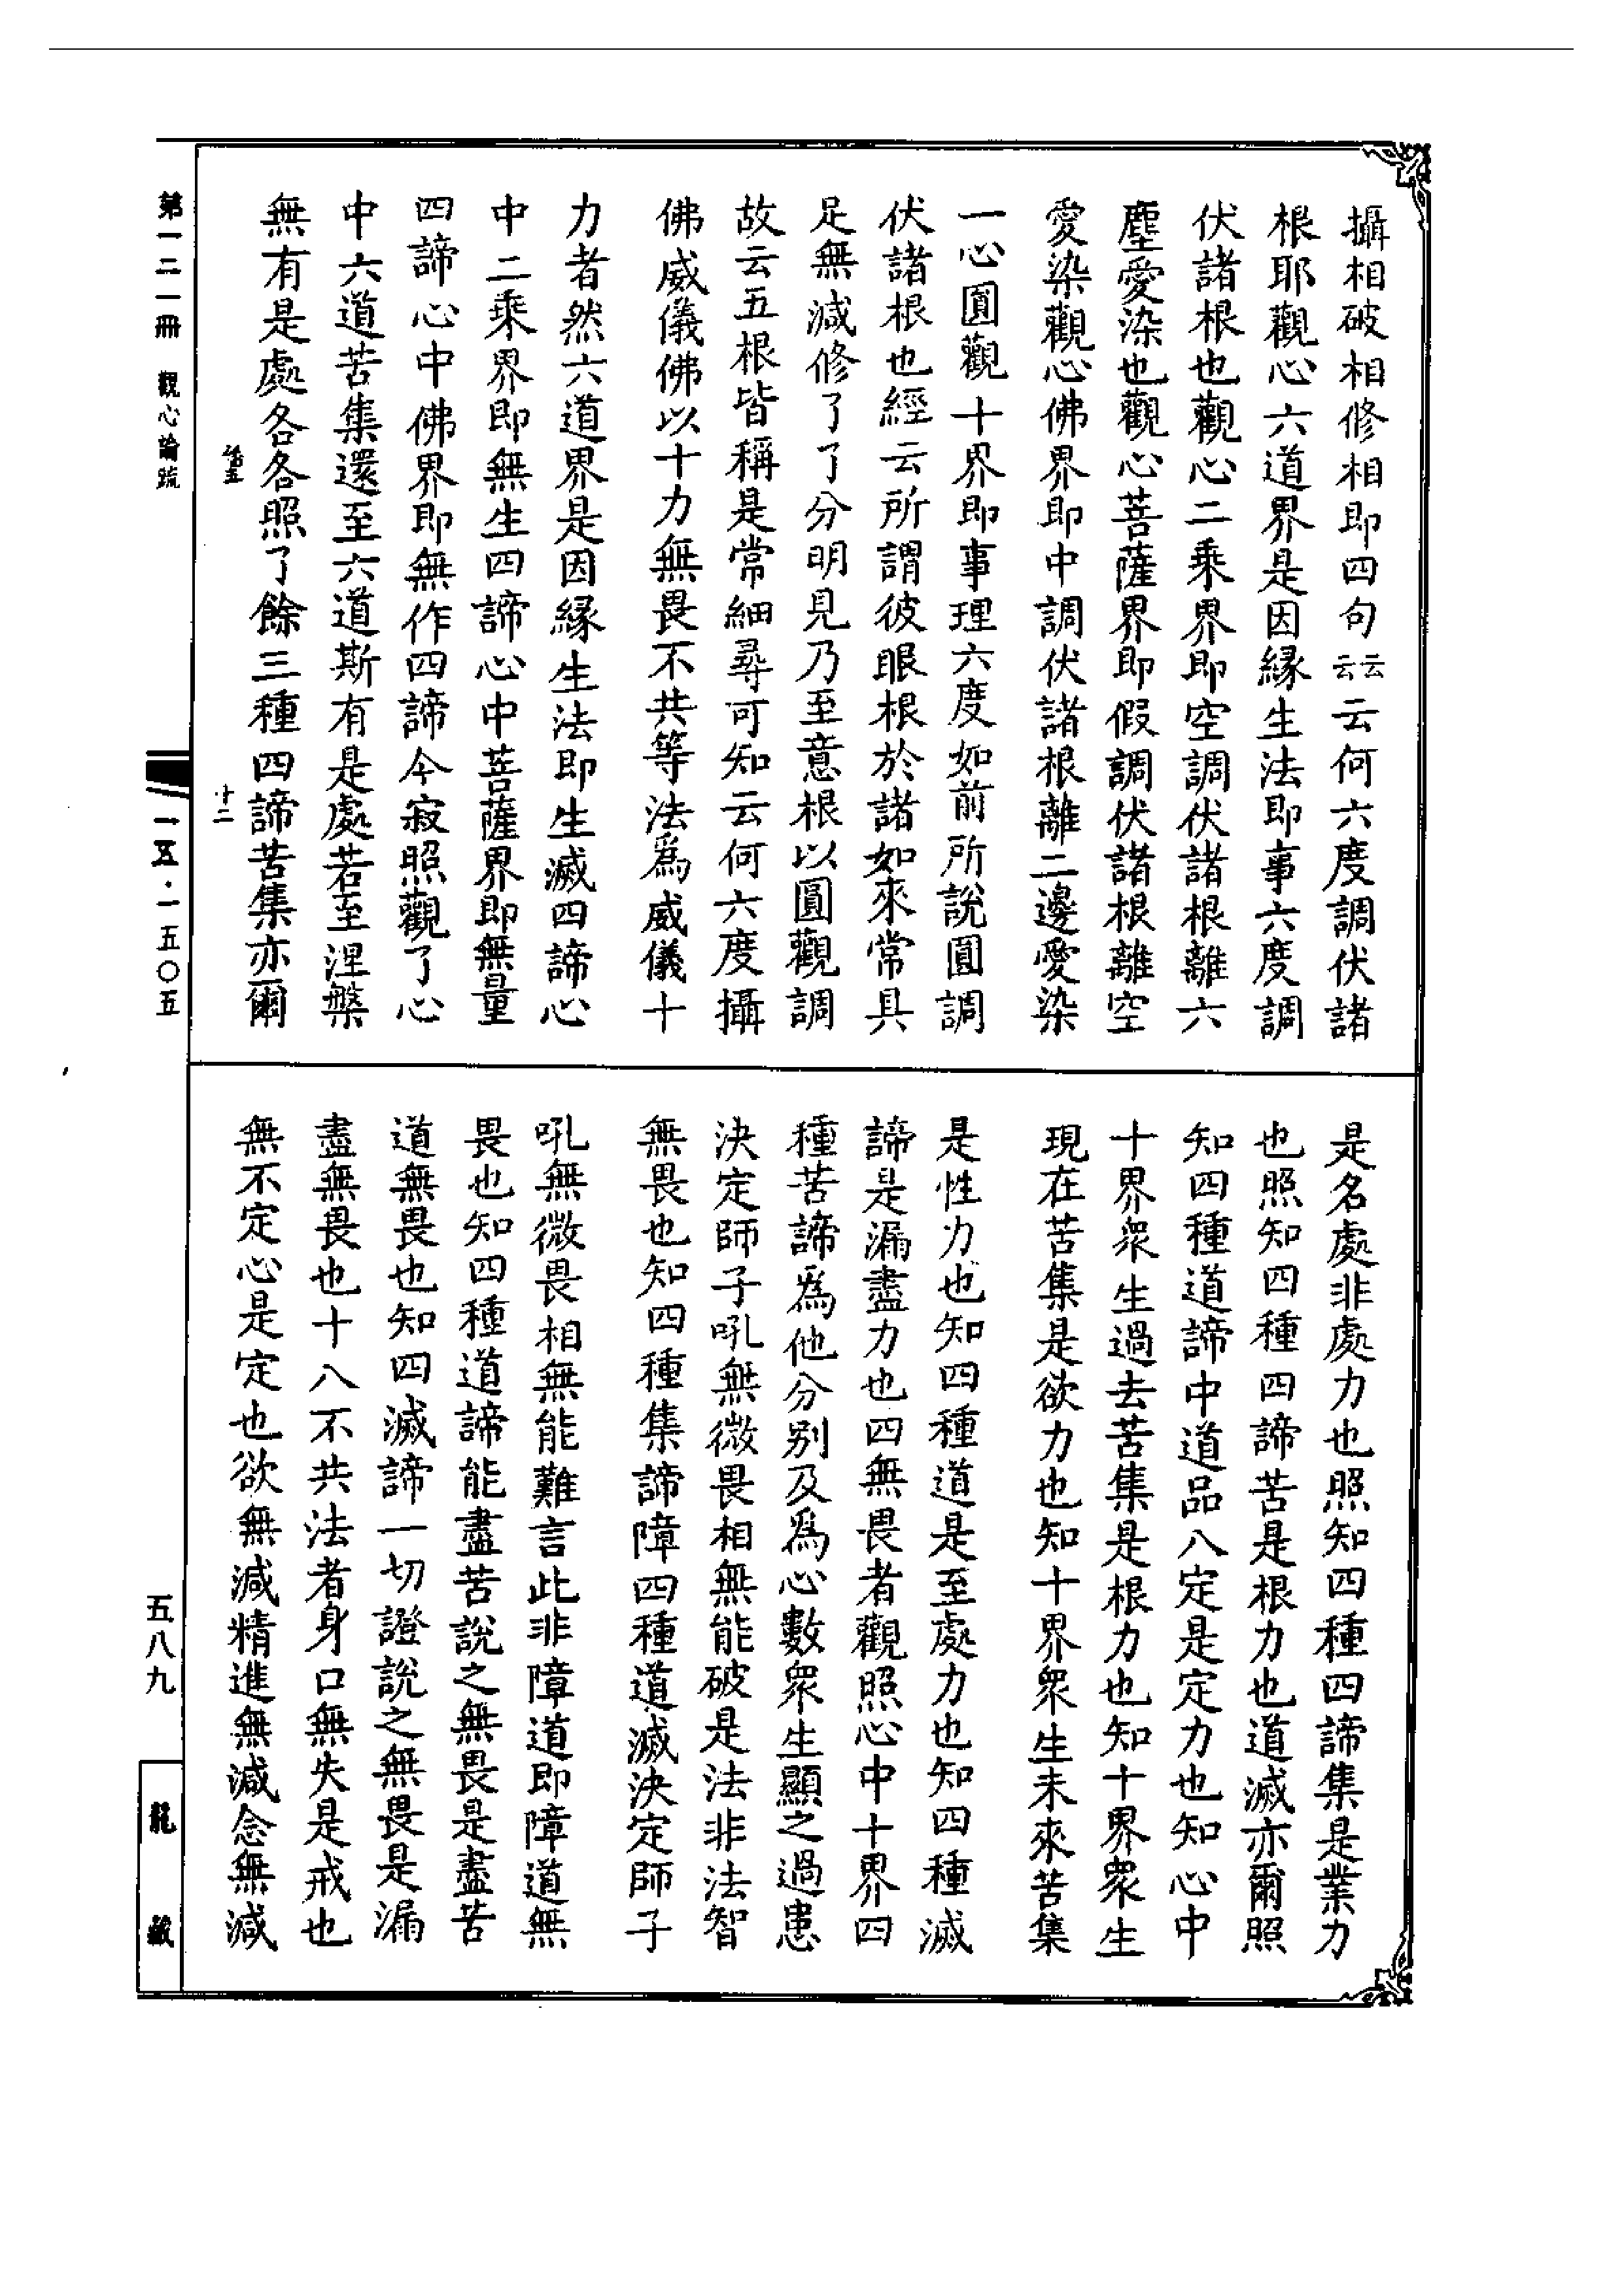 攝相破相修相即四句云云云何六度調伏諸
根耶觀心六道界是因緣生法即事六度調
伏諸根也觀心二乘界即空調伏諸根離六
塵愛染也觀心菩薩界即假調伏諸根離空
愛染觀心佛界即中調伏諸根離二邊愛染
一心圓觀十界即事理六度如前所說圓調
伏諸根也經云所謂彼眼根於諸如來常具
足無減修了了分明見乃至意根以圓觀調
故云五根皆稱是常細尋可知云何六度攝
佛威儀佛以十力無畏不共等法爲威儀十
力者然六道界是因緣生法即生滅四諦心
中二乘界即無生四諦心中菩薩界即無量
四諦心中佛界即無作四諦今寂照觀了心
中六道苦集還至六道斯有是處若至涅槃
無有是處各各照了餘三種四諦苦集亦爾
是名處非處力也照知四種四諦集是業力
也照知四種四諦苦是根力也道滅亦爾照
知四種道諦中道品八定是定力也知心中
十界衆生過去苦集是根力也知十界衆生
現在苦集是欲力也知十界衆生未來苦集
是性力也知四種道是至處力也知四種滅
諦是漏盡力也四無畏者觀照心中十界四
種苦諦爲他分別及爲心數衆生顯之過患
決定師子吼無微畏相無能破是法非法智
無畏也知四種集諦障四種道滅決定師子
吼無微畏相無能難言此非障道即障道無
畏也知四種道諦能盡苦說之無畏是盡苦
道無畏也知四滅諦一切證說之無畏是漏
盡無畏也十八不共法者身口無失是戒也
無不定心是定也欲無減精進無減念無減
十二
第一二一冊 觀心論疏
一五·一五〇五
五八九
龍藏